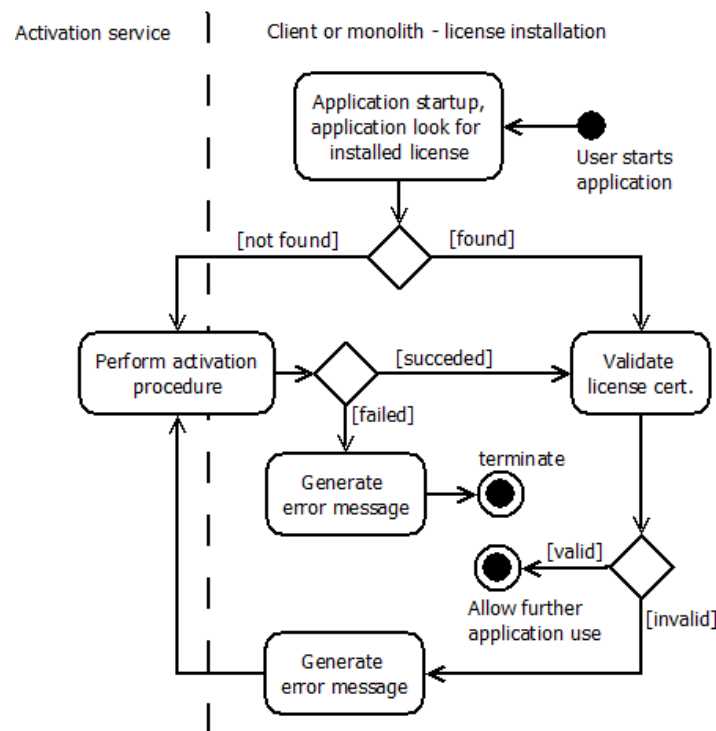 Activation service
Client or monolith - license installation
Application startup,
application look for
installed license
User starts
application
[not found]
[found]
Perform activation
procedure
[succeded]
Validate
license cert.
[failed]
Generate
error message
terminate
[valid]
Allow further
application use
[invalid]
Generate
error message